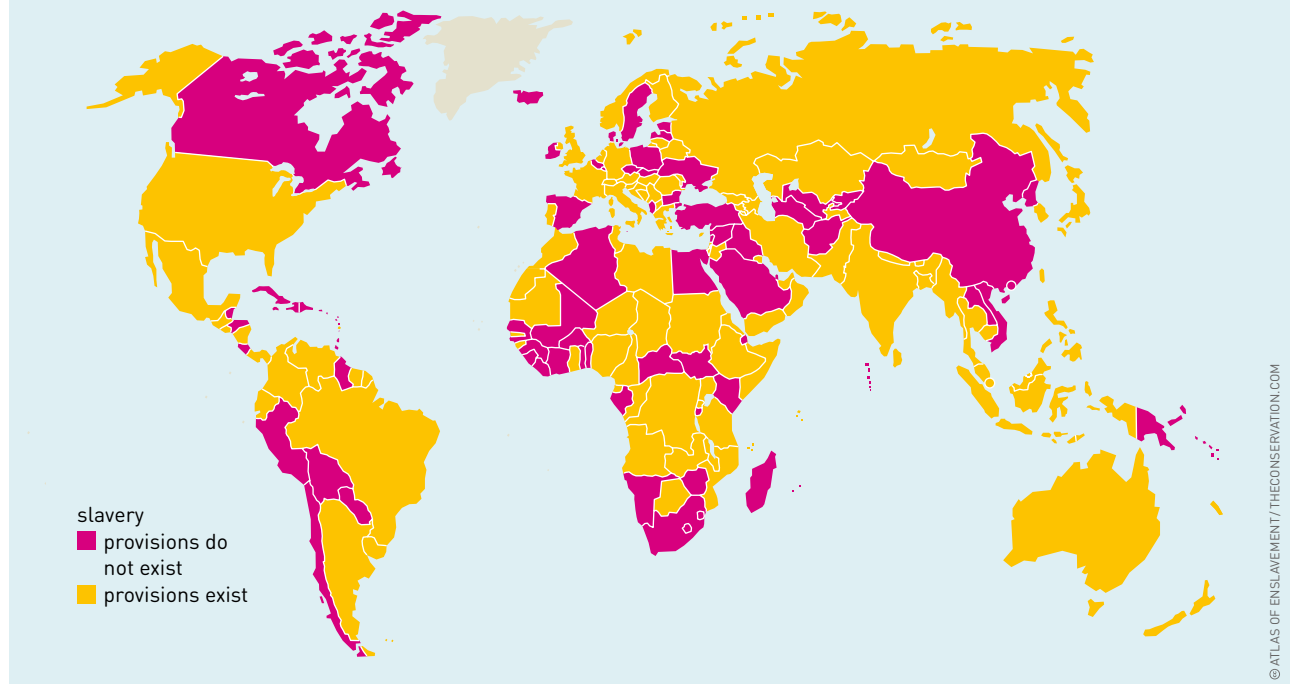 slavery
provisions do
not exist
provisions exist
© ATLAS OF ENSLAVEMENT / THECONSERVATION.COM